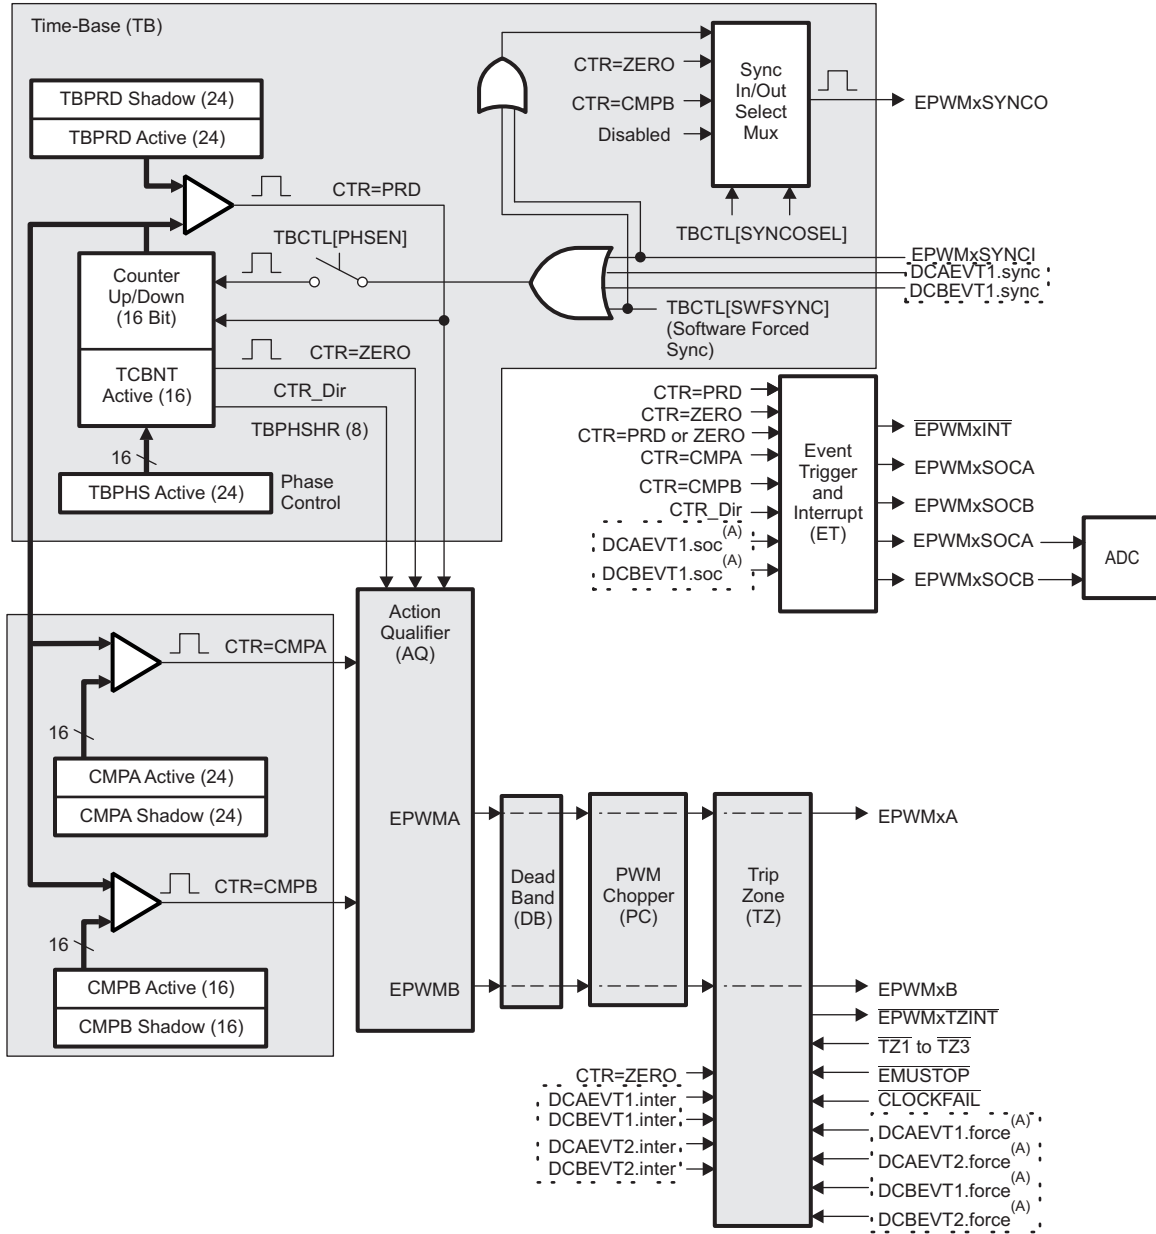 Time-Base (TB)
TBPRD Shadow (24)
TBPRD Active (24)
CTR=PRD
TBCTL[PHSEN]
Counter
Up/Down
(16 Bit)
TCBNT
Active (16)
CTR=ZERO
CTR_Dir
TBPHSHR (8)
16
TBPHS Active (24)
Phase
Control
CTR=ZERO
CTR=CMPB
Disabled
Sync
In/Out
Select
Mux
EPWMxSYNCO
TBCTL[SYNCOSEL]
EPWMxSYNCI
DCAEVT1.sync
DCBEVT1.sync
TBCTL[SWFSYNC]
(Software Forced
Sync)
CTR=PRD
CTR=ZERO
CTR=PRD or ZERO
CTR=CMPA
CTR=CMPB
CTR_Dir
DCAEVT1.soc(A)
DCBEVT1.soc(A)
Event
Trigger
and
Interrupt
(ET)
EPWMxINT
EPWMxSOCA
EPWMxSOCB
EPWMxSOCA
EPWMxSOCB
ADC
Action
Qualifier
(AQ)
CTR=CMPA
16
CMPA Active (24)
CMPA Shadow (24)
CTR=CMPB
16
CMPB Active (16)
CMPB Shadow (16)
EPWMA
EPWMB
Dead
Band
(DB)
PWM
Chopper
(PC)
Trip
Zone
(TZ)
EPWMxA
EPWMxB
EPWMxTZINT
TZ1 to TZ3
EMUSTOP
CLOCKFAIL
DCAEVT1.force(A)
DCAEVT2.force(A)
DCBEVT1.force(A)
DCBEVT2.force(A)
CTR=ZERO
DCAEVT1.inter
DCBEVT1.inter
DCAEVT2.inter
DCBEVT2.inter